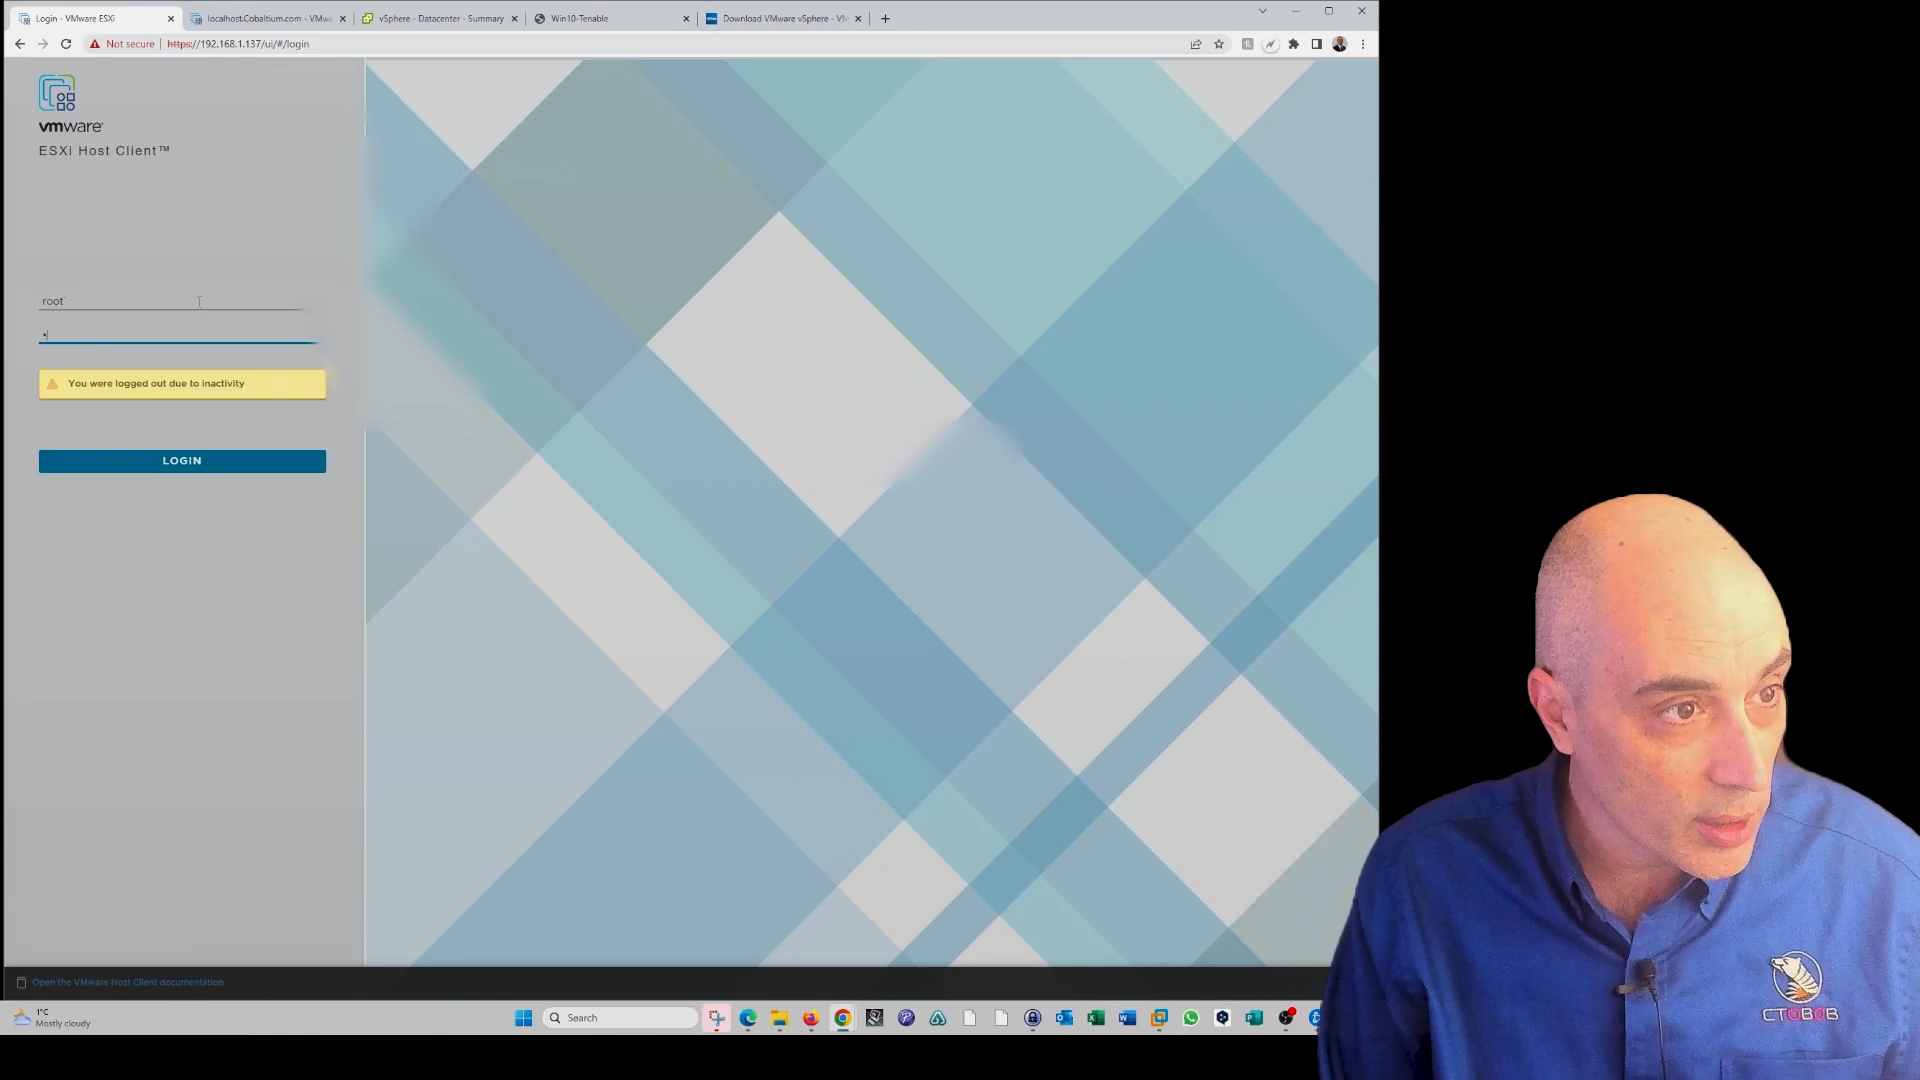 Login - VMware ESXi
localhost.Cobaltium.com - VMwa
vSphere - Datacenter - Summary
Win10-Tenable
Download VMware vSphere - VM
Not secure
https://192.168.1.137/ui/#/login
vmware
ESXi Host Client™
root`
You were logged out due to inactivity
LOGIN
Open the VMware Host Client documentation
1°C
Mostly cloudy
Search
CTOBOB